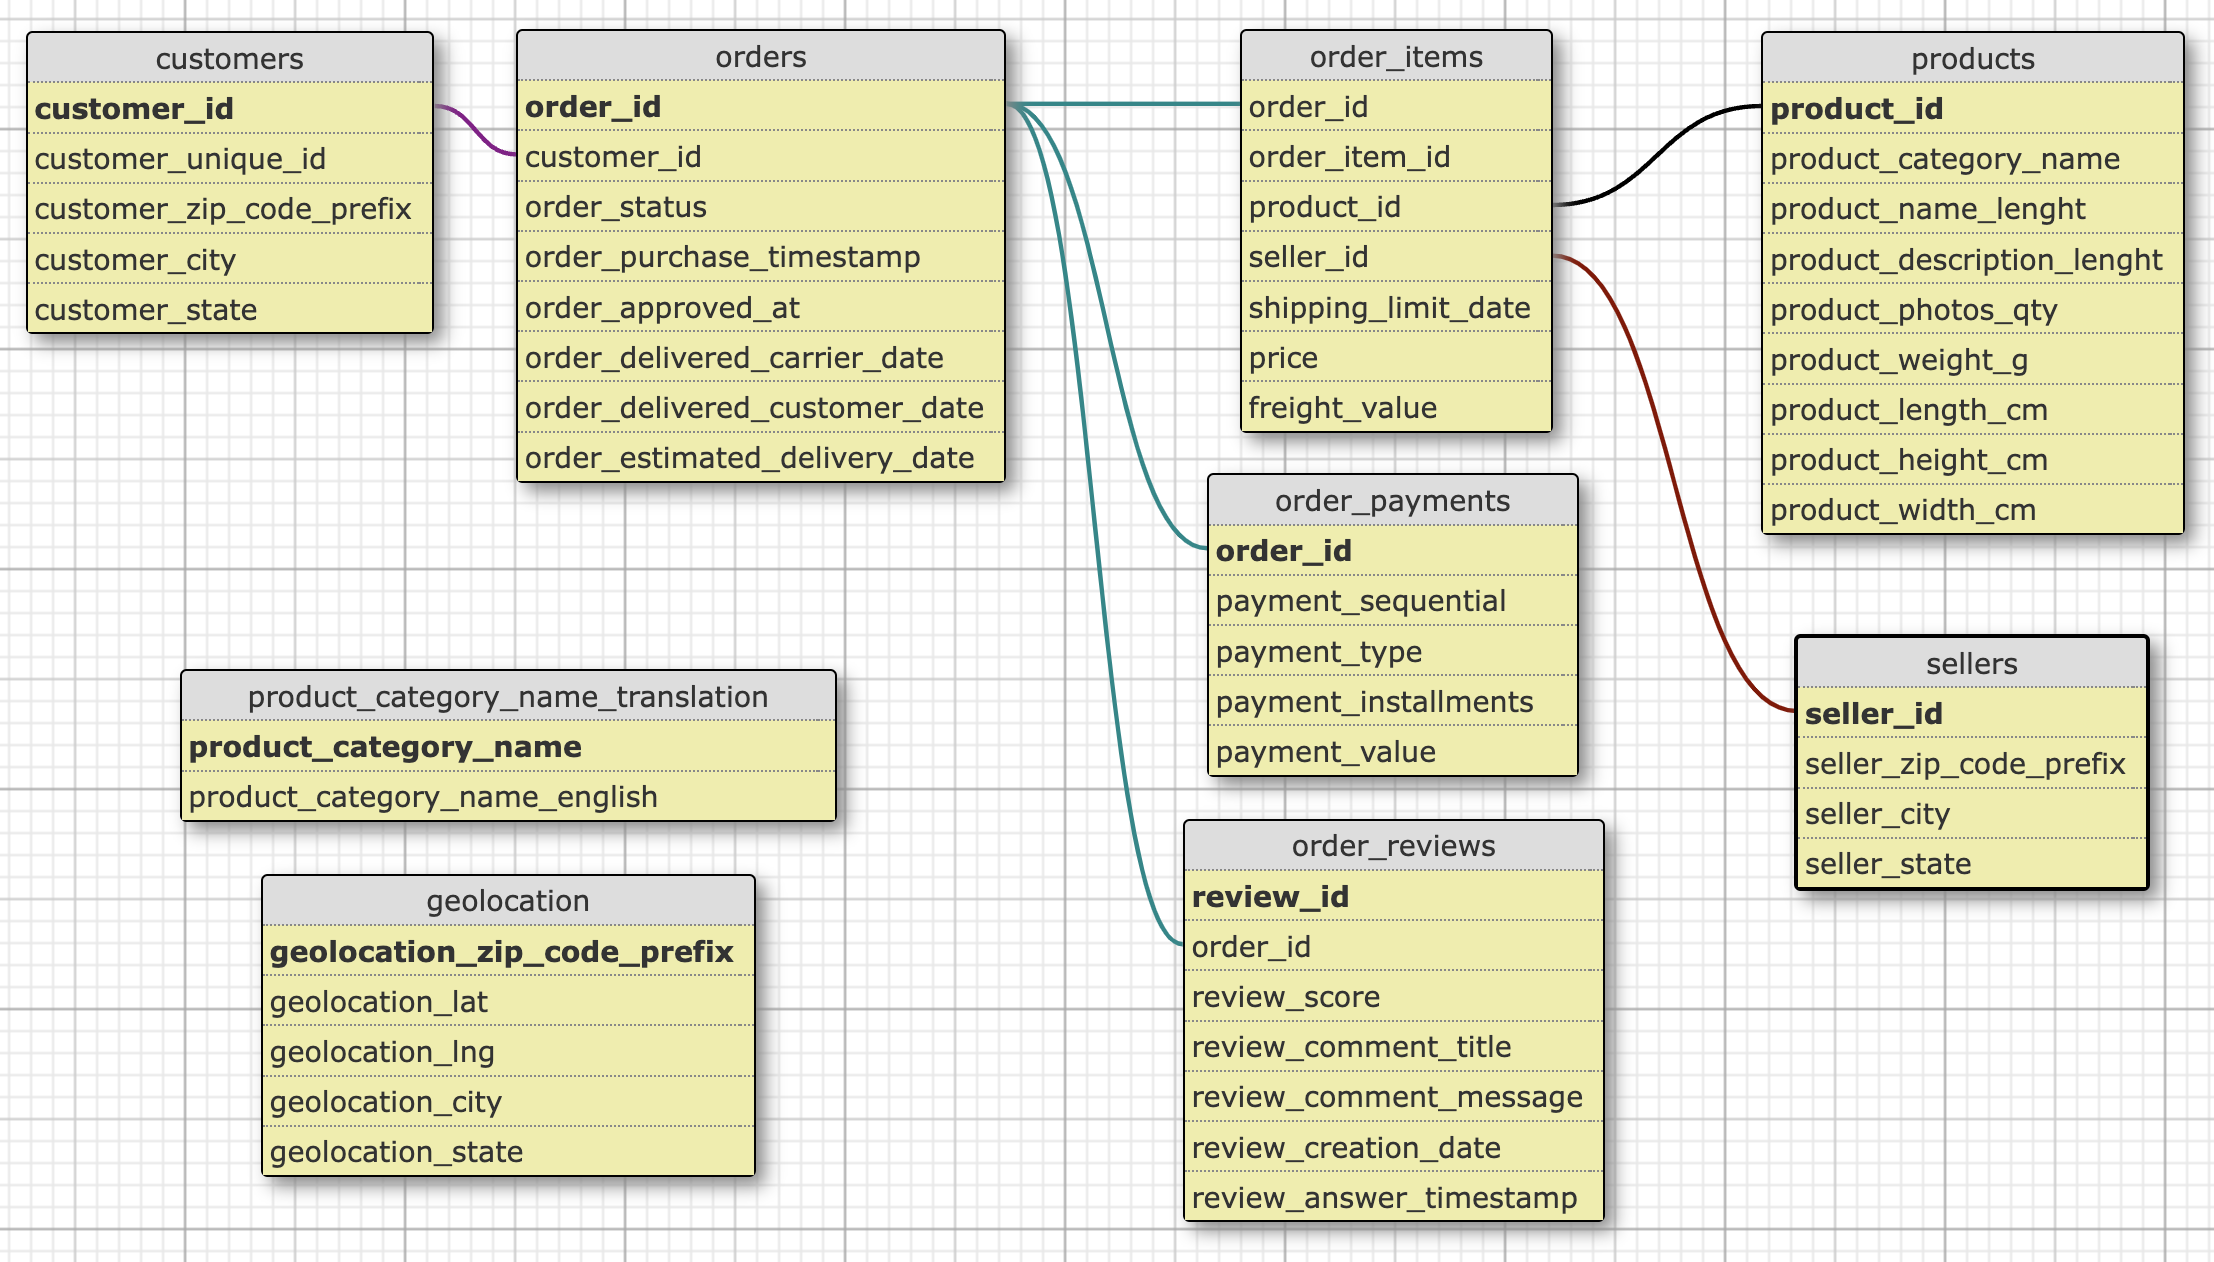 customers
customer_id
customer_unique_id
customer_zip_code_prefix
customer_city
customer_state
orders
order_id
customer_id
order_status
order_purchase_timestamp
order_approved_at
order_delivered_carrier_date
order_delivered_customer_date
order_estimated_delivery_date
order_items
order_id
order_item_id
product_id
seller_id
shipping_limit_date
price
freight_value
products
product_id
product_category_name
product_name_lenght
product_description_lenght
product_photos_qty
product_weight_g
product_length_cm
product_height_cm
product_width_cm
order_payments
order_id
payment_sequential
payment_type
payment_installments
payment_value
sellers
seller_id
seller_zip_code_prefix
seller_city
seller_state
product_category_name_translation
product_category_name
product_category_name_english
geolocation
geolocation_zip_code_prefix
geolocation_lat
geolocation_lng
geolocation_city
geolocation_state
order_reviews
review_id
order_id
review_score
review_comment_title
review_comment_message
review_creation_date
review_answer_timestamp